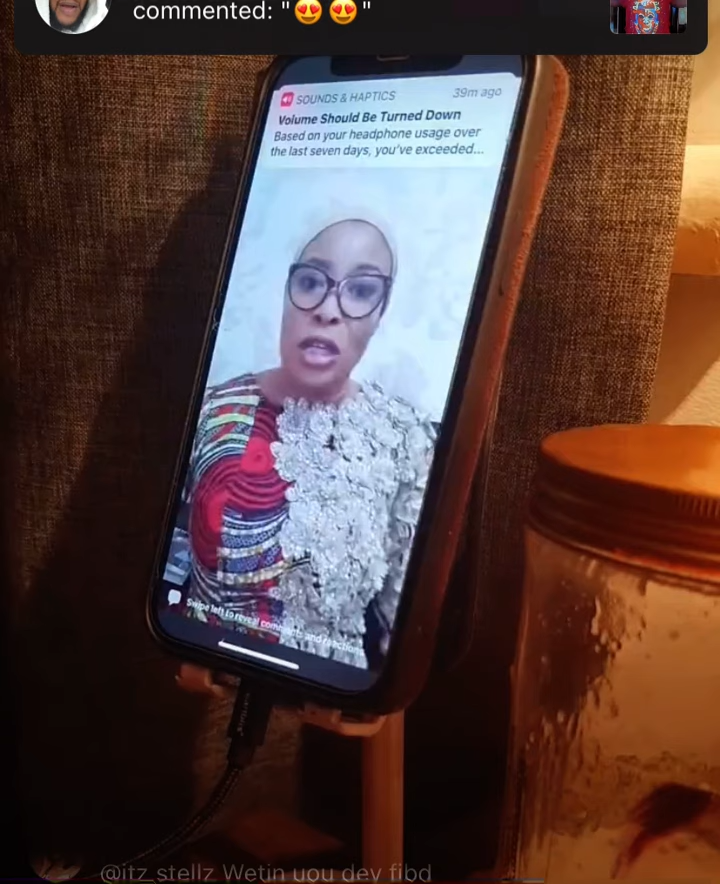 commented: "😍😍"
SOUNDS & HAPTICS 39m ago
Volume Should Be Turned Down
Based on your headphone usage over
the last seven days, you've exceeded...
Swipe left to reveal comments and reactions
@itz_stellz Wetin you dey fibd